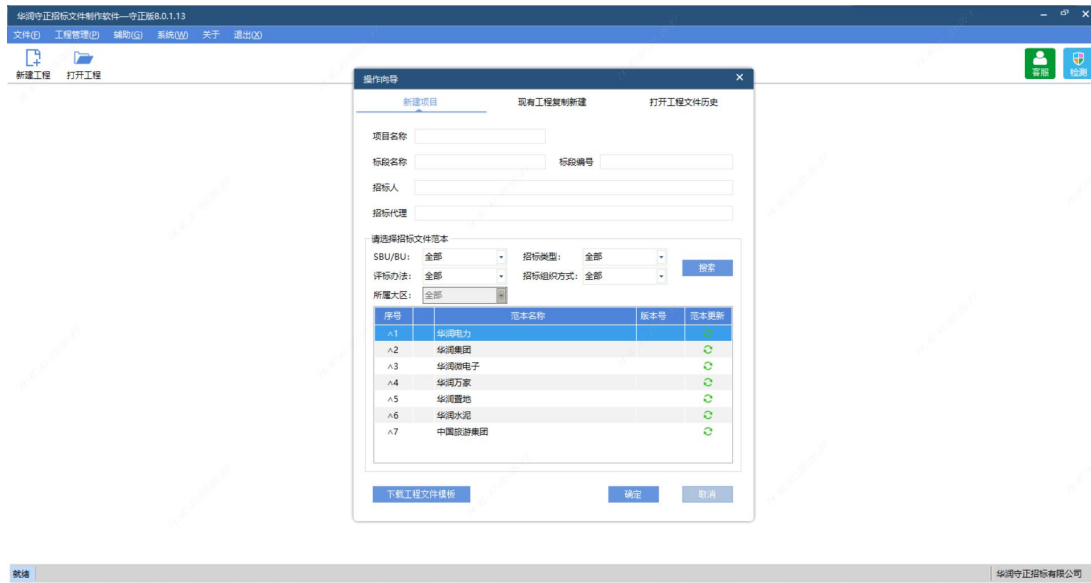 华润守正招标文件制作软件—守正版8.0.1.13
文件(F) 工程管理(P) 辅助(G) 系统(W) 关于 退出(X)
新建工程 打开工程
客服 检测
操作向导
新建项目 现有工程复制新建 打开工程文件历史
项目名称
标段名称 标段编号
招标人
招标代理
请选择招标文件范本
SBU/BU: 全部 招标类型: 全部
搜索
评标办法: 全部 招标组织方式: 全部
所属大区: 全部
序号 范本名称 版本号 范本更新
^1 华润电力
^2 华润集团
^3 华润微电子
^4 华润万家
^5 华润置地
^6 华润水泥
^7 中国旅游集团
下载工程文件模板 确定 取消
就绪 华润守正招标有限公司